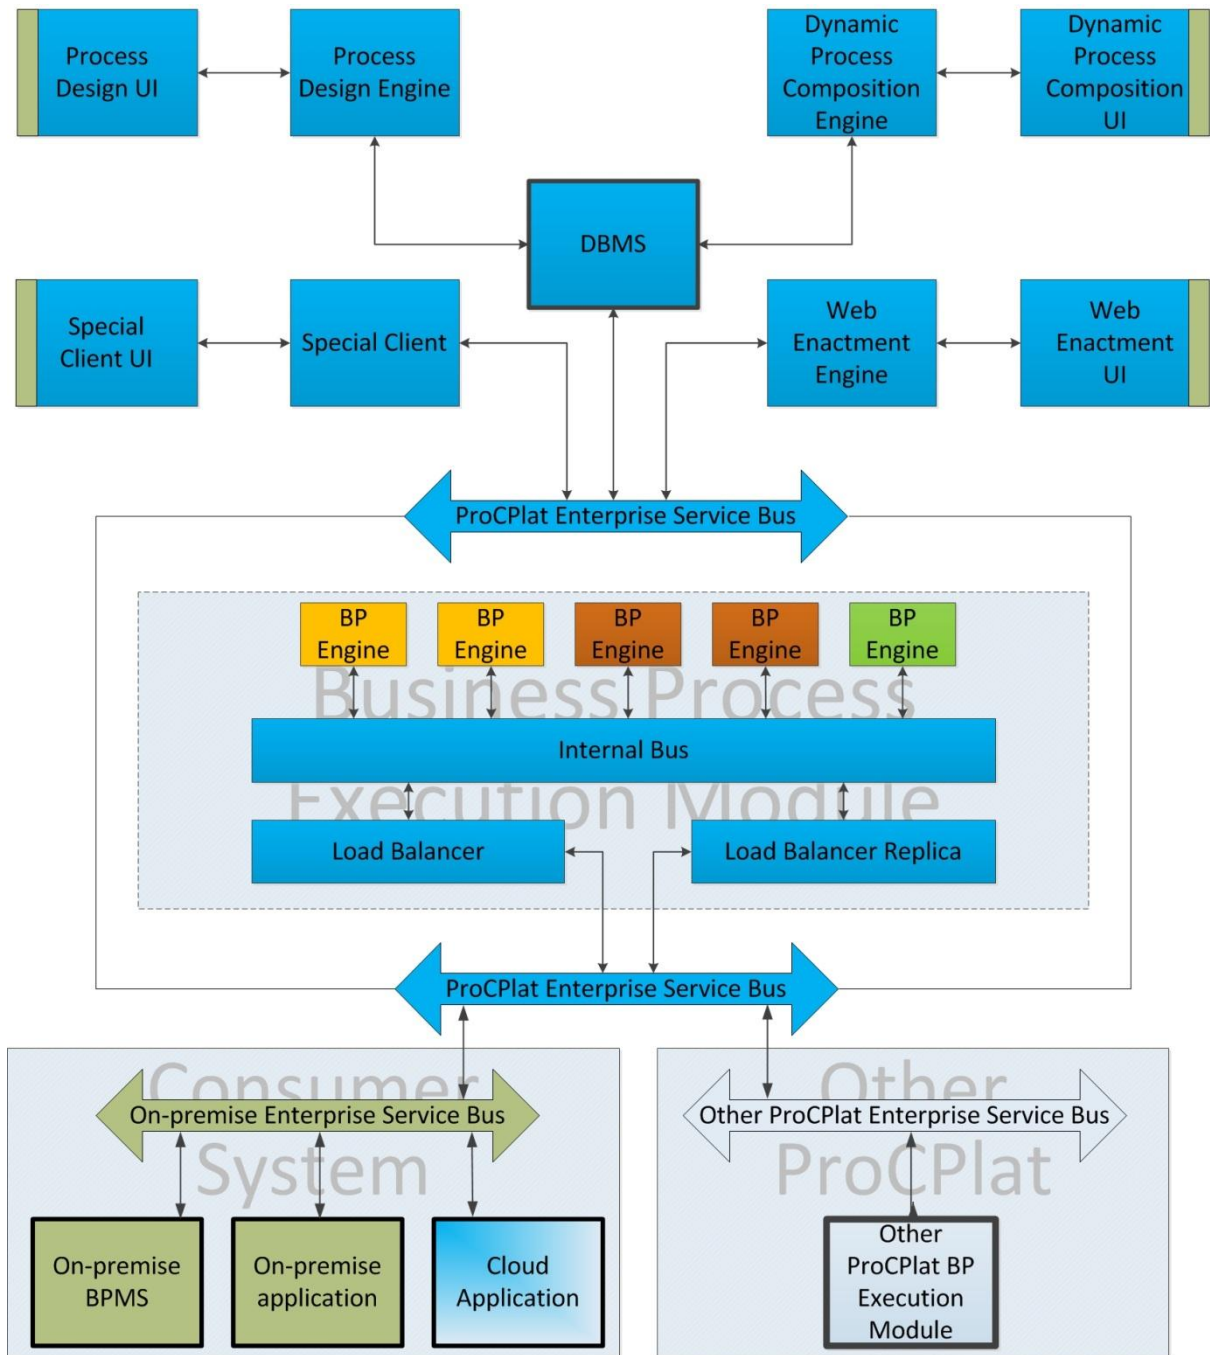 Process
Design UI
Process
Design Engine
Dynamic
Process
Composition
Engine
Dynamic
Process
Composition
UI
DBMS
Special
Client UI
Special Client
Web
Enactment
Engine
Web
Enactment
UI
ProCPlat Enterprise Service Bus
BP
Engine
BP
Engine
BP
Engine
BP
Engine
BP
Engine
Business Process
Internal Bus
Execution Module
Load Balancer
Load Balancer Replica
ProCPlat Enterprise Service Bus
Consumer
On-premise Enterprise Service Bus
System
On-premise
BPMS
On-premise
application
Cloud
Application
Other
Other ProCPlat Enterprise Service Bus
ProCPlat
Other
ProCPlat BP
Execution
Module